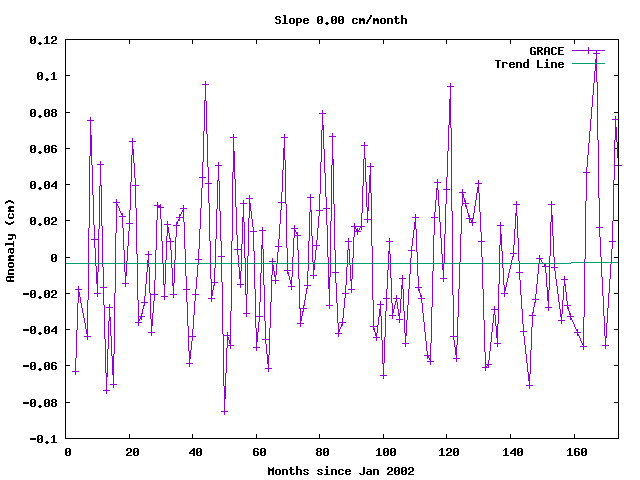 Slope 0.00 cm/month
0.12
0.1
0.08
0.06
0.04
0.02
0
-0.02
-0.04
-0.06
-0.08
-0.1
Anomaly (cm)
GRACE
Trend Line
0 20 40 60 80 100 120 140 160
Months since Jan 2002